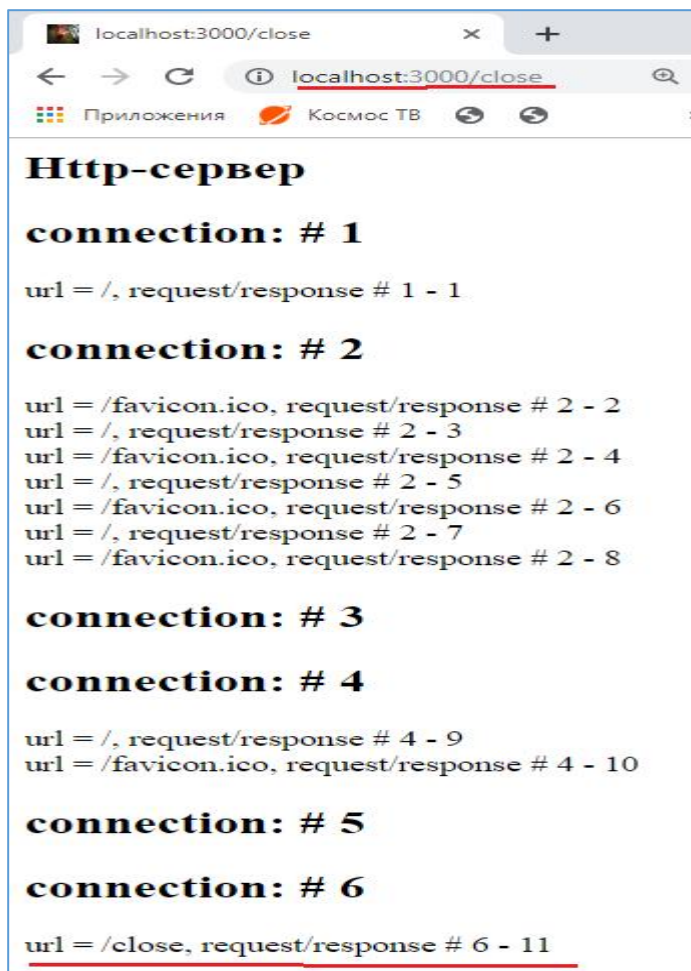 localhost:3000/close
localhost:3000/close
Приложения Космос ТВ
Http-сервер
connection: # 1
url = /, request/response # 1 - 1
connection: # 2
url = /favicon.ico, request/response # 2 - 2
url = /, request/response # 2 - 3
url = /favicon.ico, request/response # 2 - 4
url = /, request/response # 2 - 5
url = /favicon.ico, request/response # 2 - 6
url = /, request/response # 2 - 7
url = /favicon.ico, request/response # 2 - 8
connection: # 3
connection: # 4
url = /, request/response # 4 - 9
url = /favicon.ico, request/response # 4 - 10
connection: # 5
connection: # 6
url = /close, request/response # 6 - 11